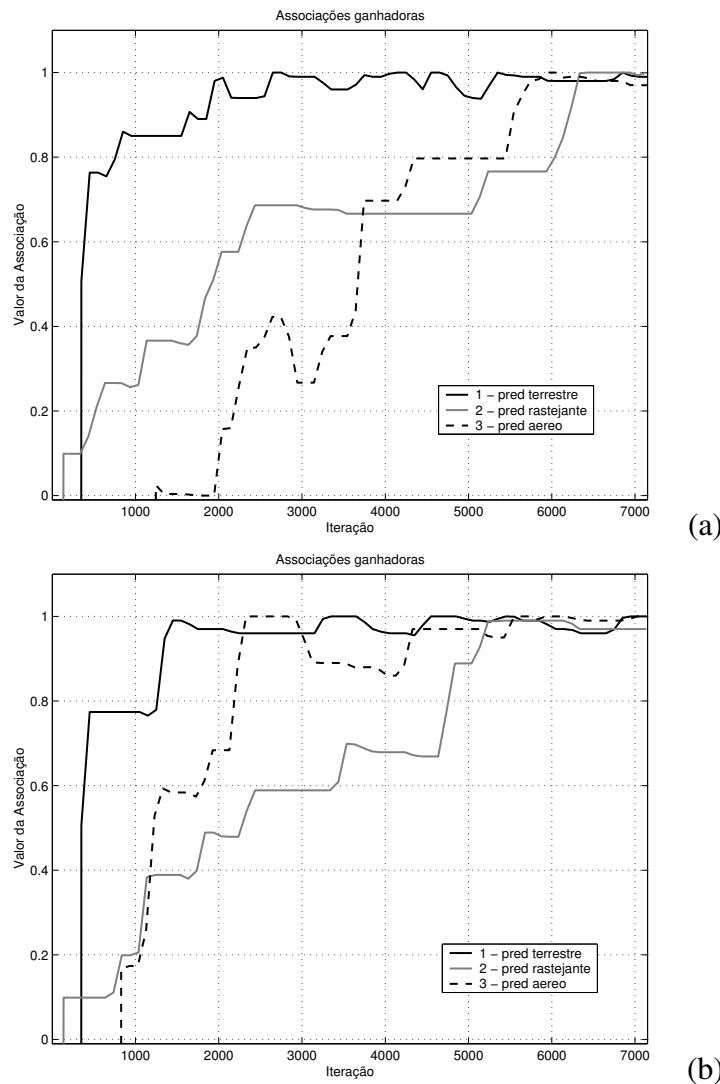 Associações ganhadoras
1
0.8
0.6
0.4
0.2
0
Valor da Associação
1 − pred terrestre
2 − pred rastejante
3 − pred aereo
1000 2000 3000 4000 5000 6000 7000
Iteração
(a)
Associações ganhadoras
1
0.8
0.6
0.4
0.2
0
Valor da Associação
1 − pred terrestre
2 − pred rastejante
3 − pred aereo
1000 2000 3000 4000 5000 6000 7000
Iteração
(b)